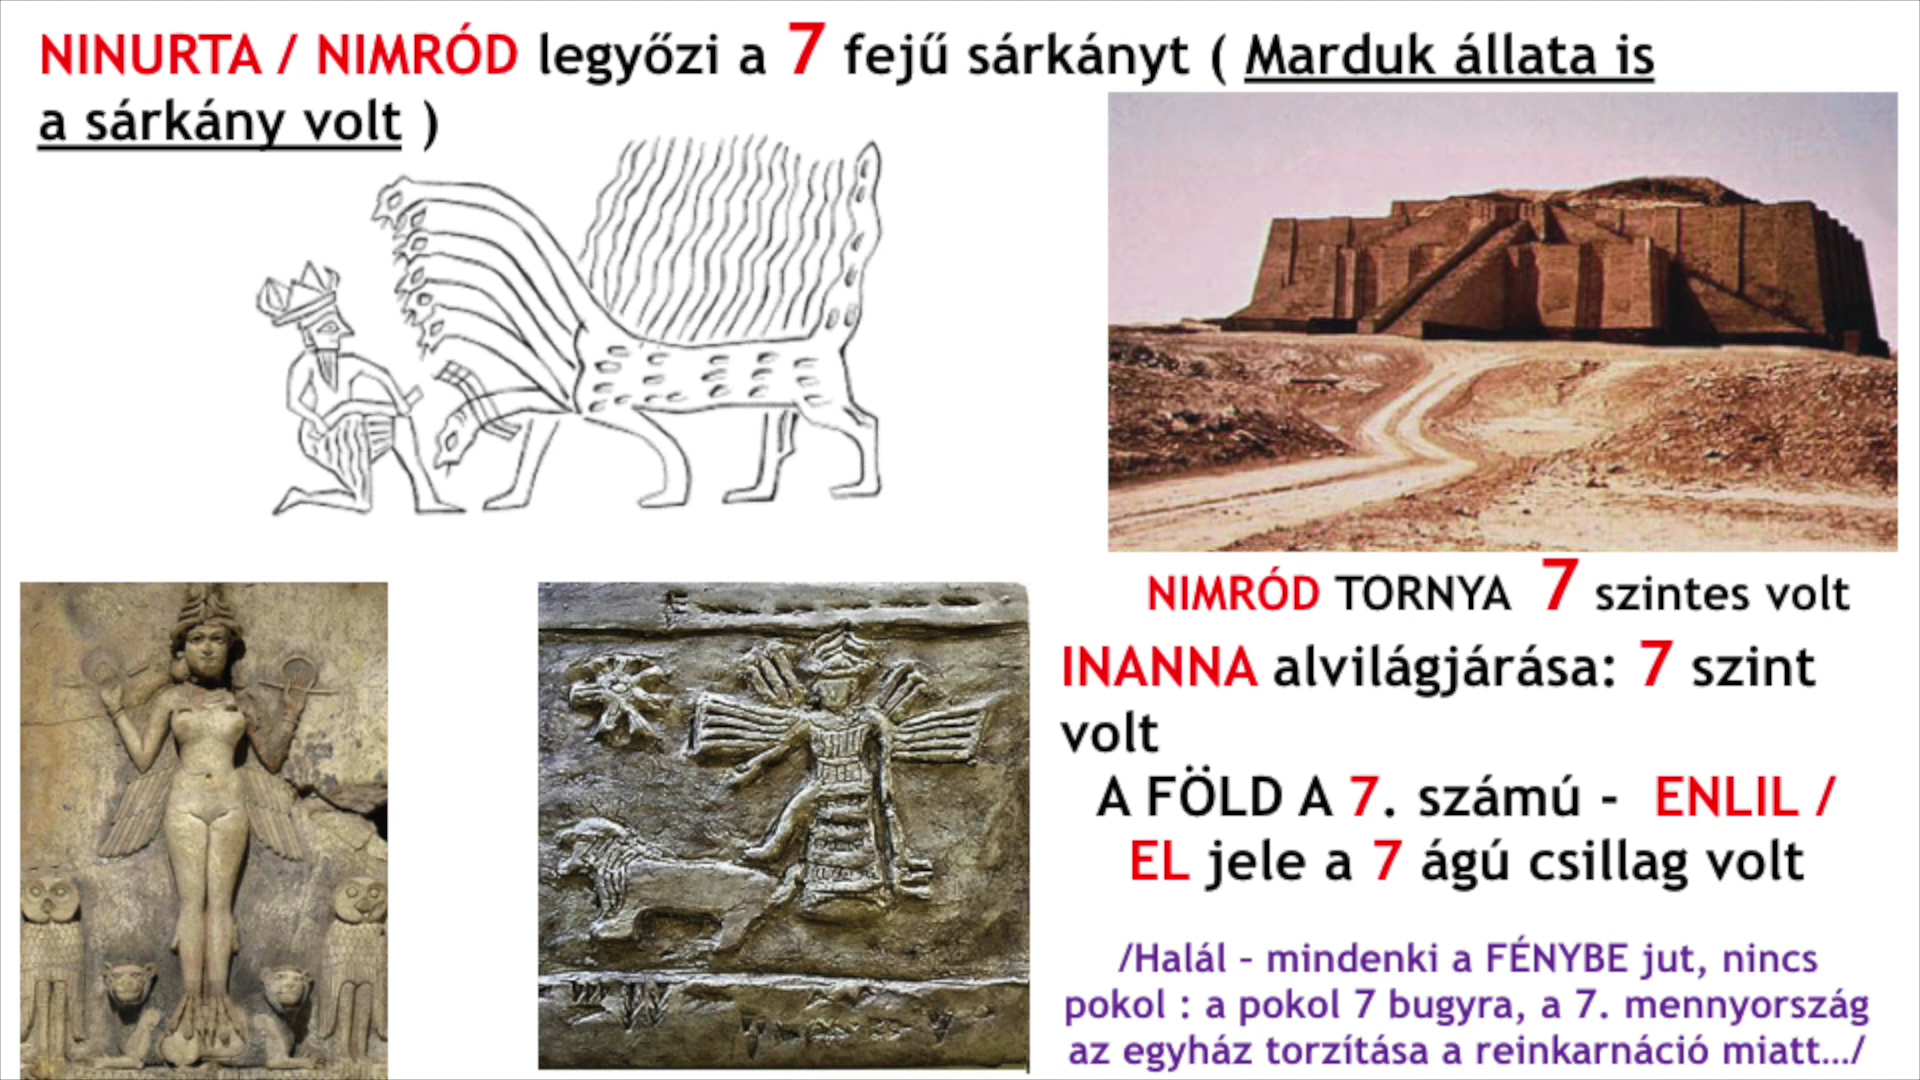 NINURTA / NIMRÓD legyőzi a 7 fejű sárkányt ( Marduk állata is
a sárkány volt )
NIMRÓD TORNYA 7 szintes volt
INANNA alvilágjárása: 7 szint
volt
A FÖLD A 7. számú - ENLIL /
EL jele a 7 ágú csillag volt
/Halál – mindenki a FÉNYBE jut, nincs
pokol : a pokol 7 bugyra, a 7. mennyország
az egyház torzítása a reinkarnáció miatt…/